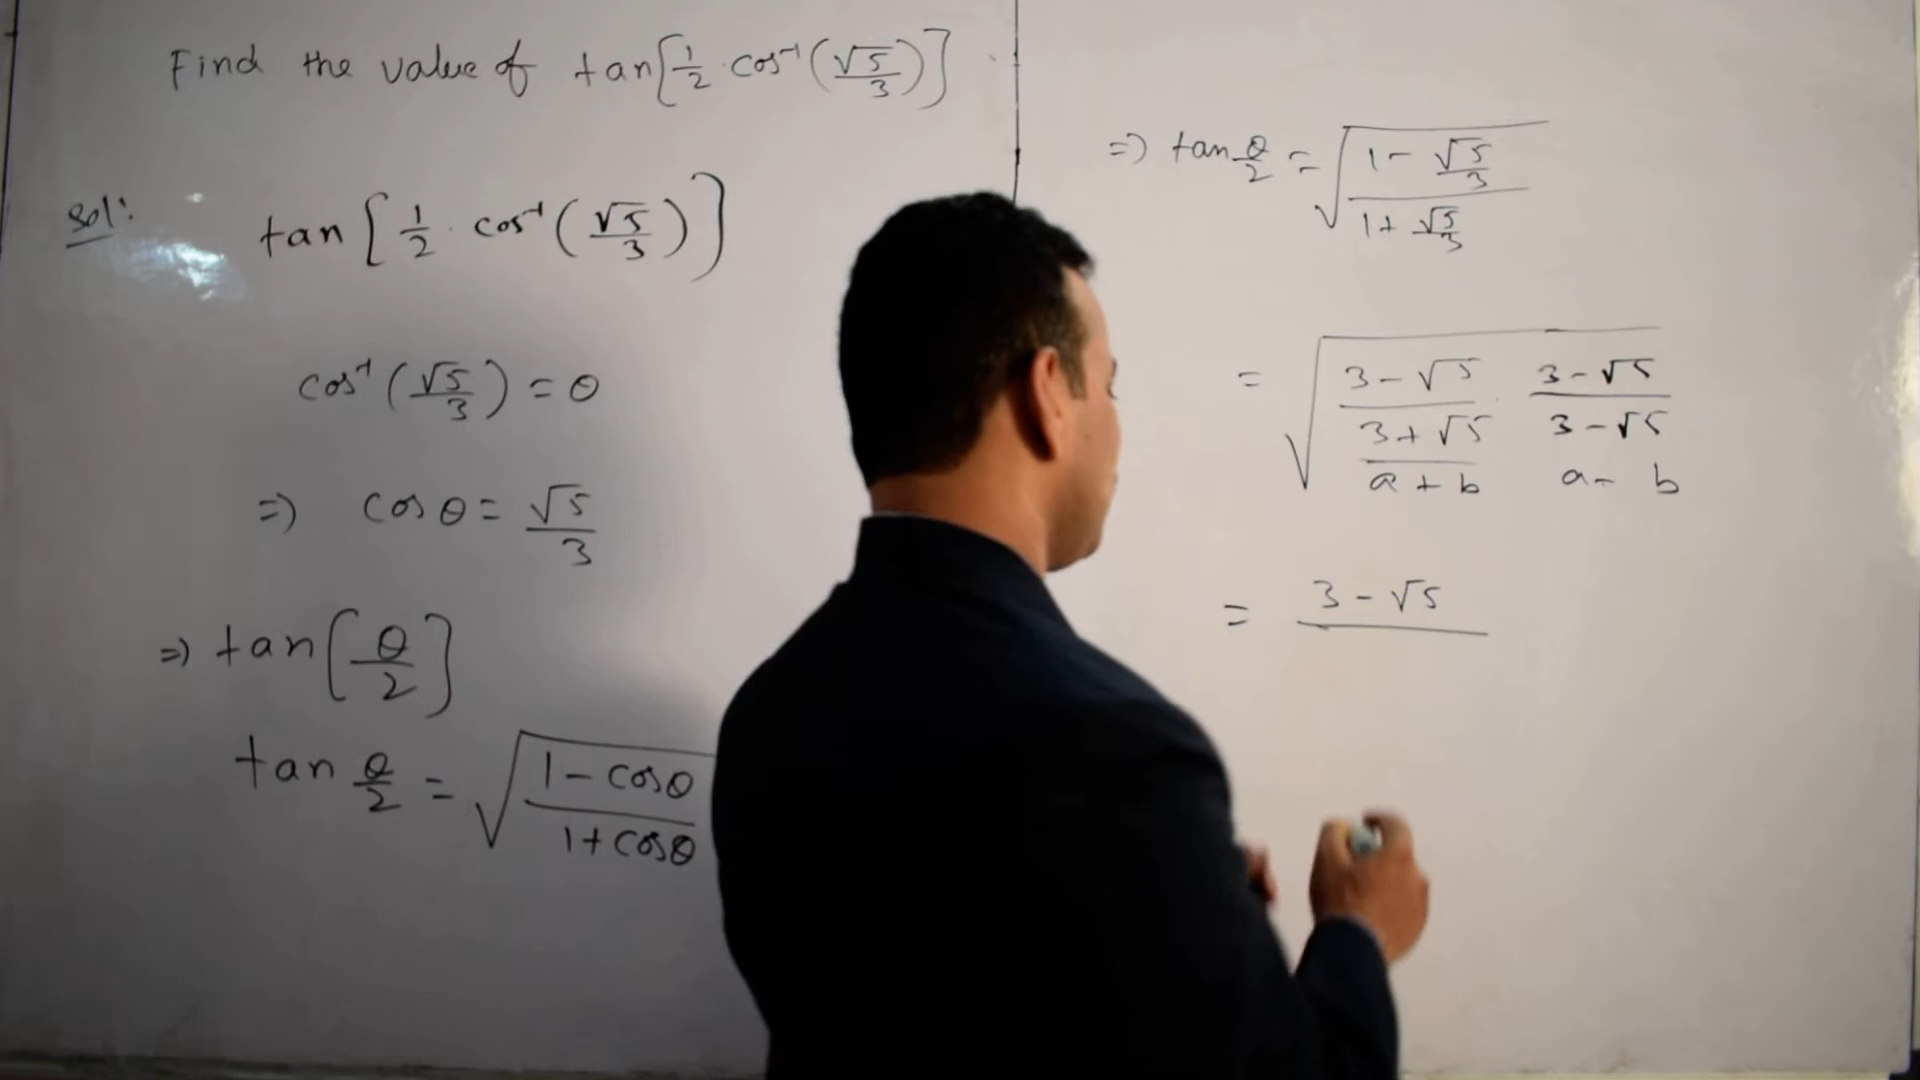 Find the value of tan[1/2 · cos⁻¹(√5/3)]
Sol:
tan[1/2 · cos⁻¹(√5/3)]
cos⁻¹(√5/3) = θ
⇒) cos θ = √5/3
⇒) tan[θ/2]
tan θ/2 = √((1 - cosθ)/(1 + cosθ))
⇒) tan θ/2 = √((1 - √5/3)/(1 + √5/3))
= √((3 - √5)/(3 + √5) · (3 - √5)/(3 - √5))
a + b a - b
= 3 - √5